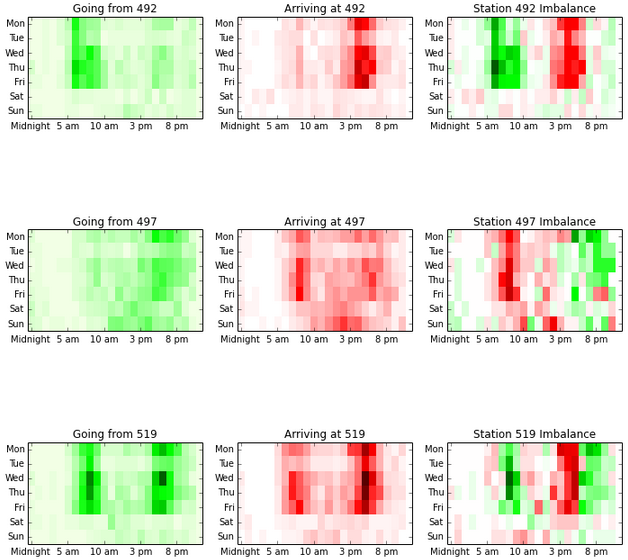 Going from 492 Arriving at 492 Station 492 Imbalance
Mon Mon Mon
Tue Tue Tue
Wed Wed Wed
Thu Thu Thu
Fri Fri Fri
Sat Sat Sat
Sun Sun Sun
Midnight 5 am 10 am 3 pm 8 pm Midnight 5 am 10 am 3 pm 8 pm Midnight 5 am 10 am 3 pm 8 pm
Going from 497 Arriving at 497 Station 497 Imbalance
Mon Mon Mon
Tue Tue Tue
Wed Wed Wed
Thu Thu Thu
Fri Fri Fri
Sat Sat Sat
Sun Sun Sun
Midnight 5 am 10 am 3 pm 8 pm Midnight 5 am 10 am 3 pm 8 pm Midnight 5 am 10 am 3 pm 8 pm
Going from 519 Arriving at 519 Station 519 Imbalance
Mon Mon Mon
Tue Tue Tue
Wed Wed Wed
Thu Thu Thu
Fri Fri Fri
Sat Sat Sat
Sun Sun Sun
Midnight 5 am 10 am 3 pm 8 pm Midnight 5 am 10 am 3 pm 8 pm Midnight 5 am 10 am 3 pm 8 pm